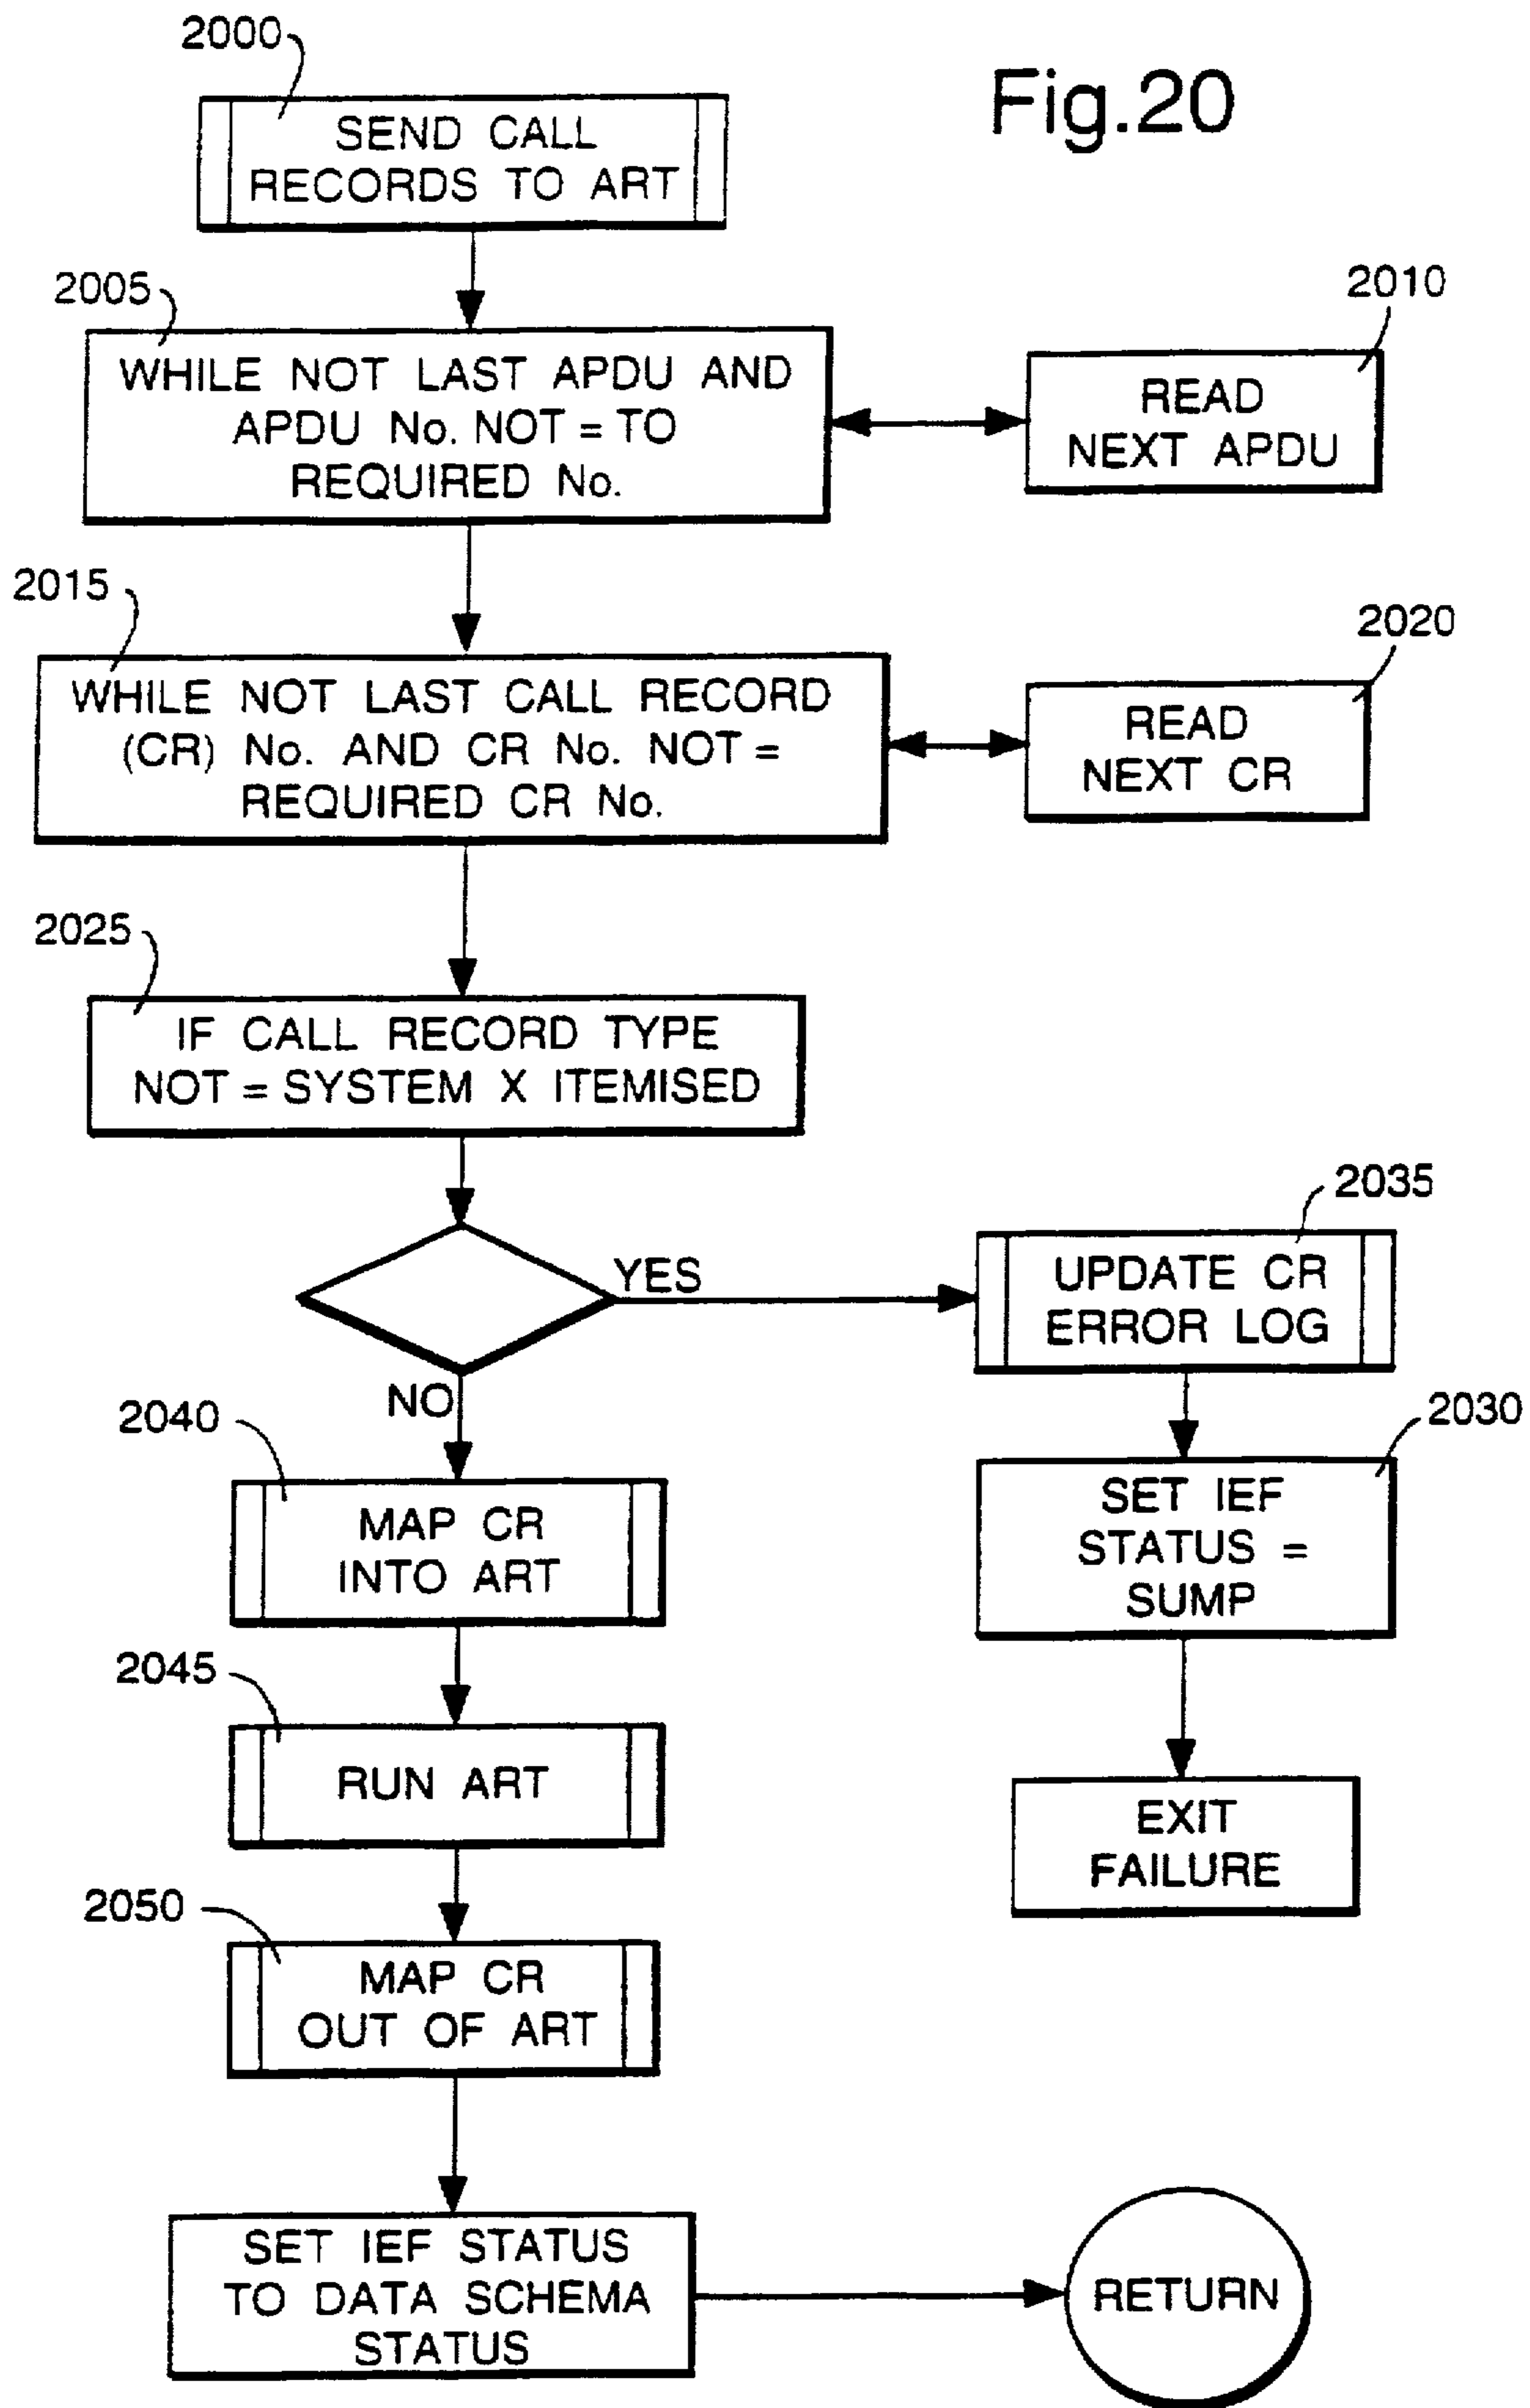 2000
Fig.20
SEND CALL
RECORDS TO ART
2005
2010
WHILE NOT LAST APDU AND
APDU No. NOT = TO
REQUIRED No.
READ
NEXT APDU
2015
2020
WHILE NOT LAST CALL RECORD
(CR) No. AND CR No. NOT =
REQUIRED CR No.
READ
NEXT CR
2025
IF CALL RECORD TYPE
NOT = SYSTEM X ITEMISED
YES
2035
UPDATE CR
ERROR LOG
NO
2040
2030
MAP CR
INTO ART
SET IEF
STATUS =
SUMP
2045
RUN ART
EXIT
FAILURE
2050
MAP CR
OUT OF ART
SET IEF STATUS
TO DATA SCHEMA
STATUS
RETURN